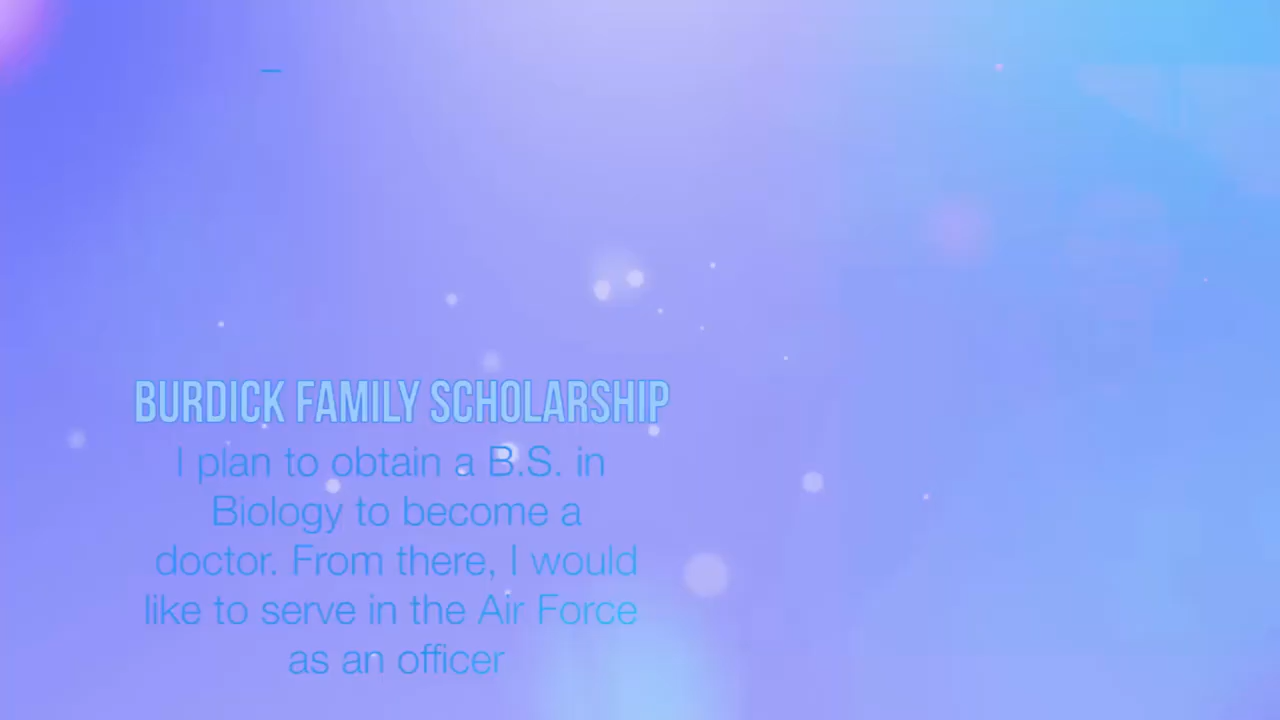 BURDICK FAMILY SCHOLARSHIP
I plan to obtain a B.S. in
Biology to become a
doctor. From there, I would
like to serve in the Air Force
as an officer